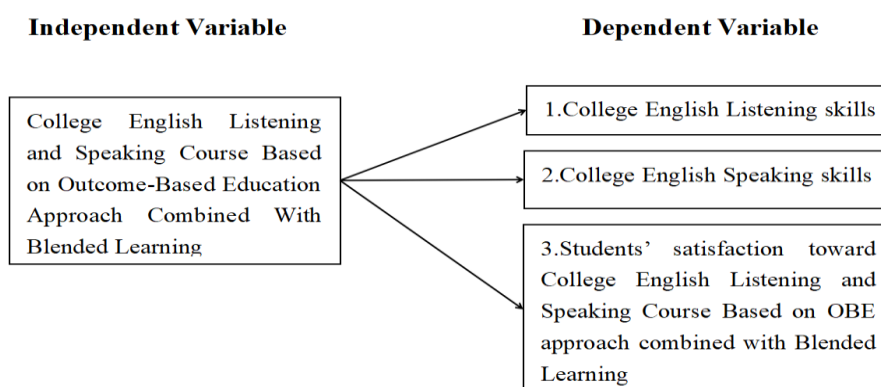 Independent Variable
Dependent Variable
College English Listening
and Speaking Course Based
on Outcome-Based Education
Approach Combined With
Blended Learning
1.College English Listening skills
2.College English Speaking skills
3.Students’ satisfaction toward
College English Listening and
Speaking Course Based on OBE
approach combined with Blended
Learning